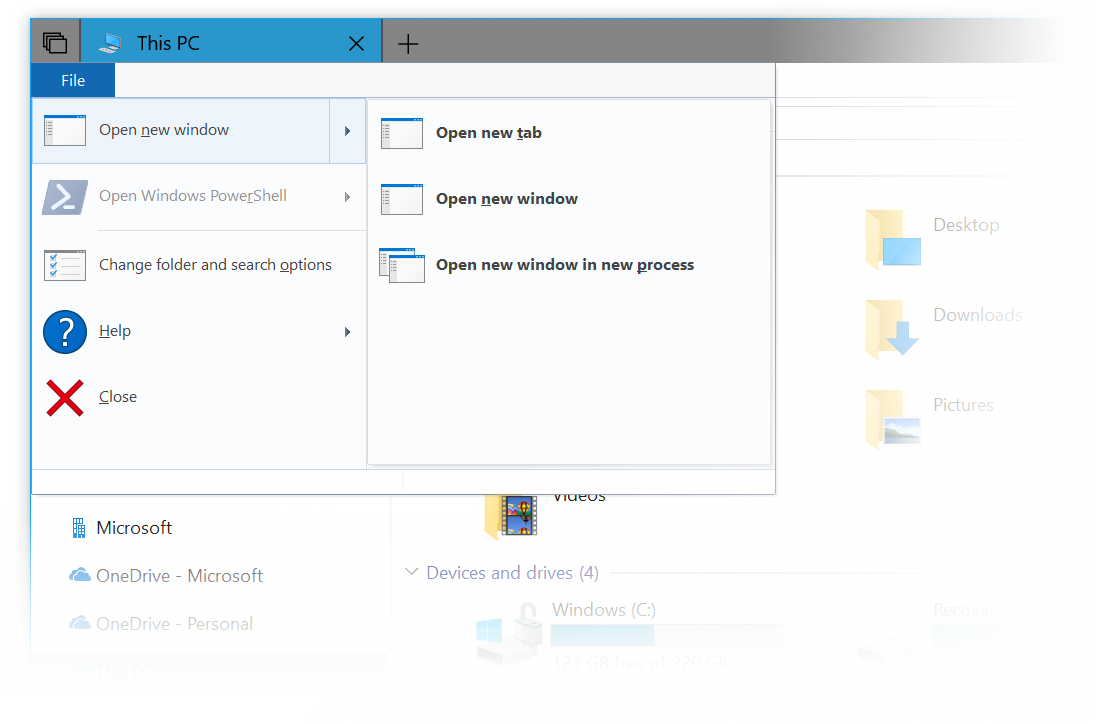 This PC
File
Open new window
Open Windows PowerShell
Change folder and search options
Help
Close
Open new tab
Open new window
Open new window in new process
Desktop
Downloads
Pictures
Videos
Microsoft
OneDrive - Microsoft
OneDrive - Personal
This PC
Devices and drives (4)
Windows (C:)
121 GB free of 220 GB
Recovery